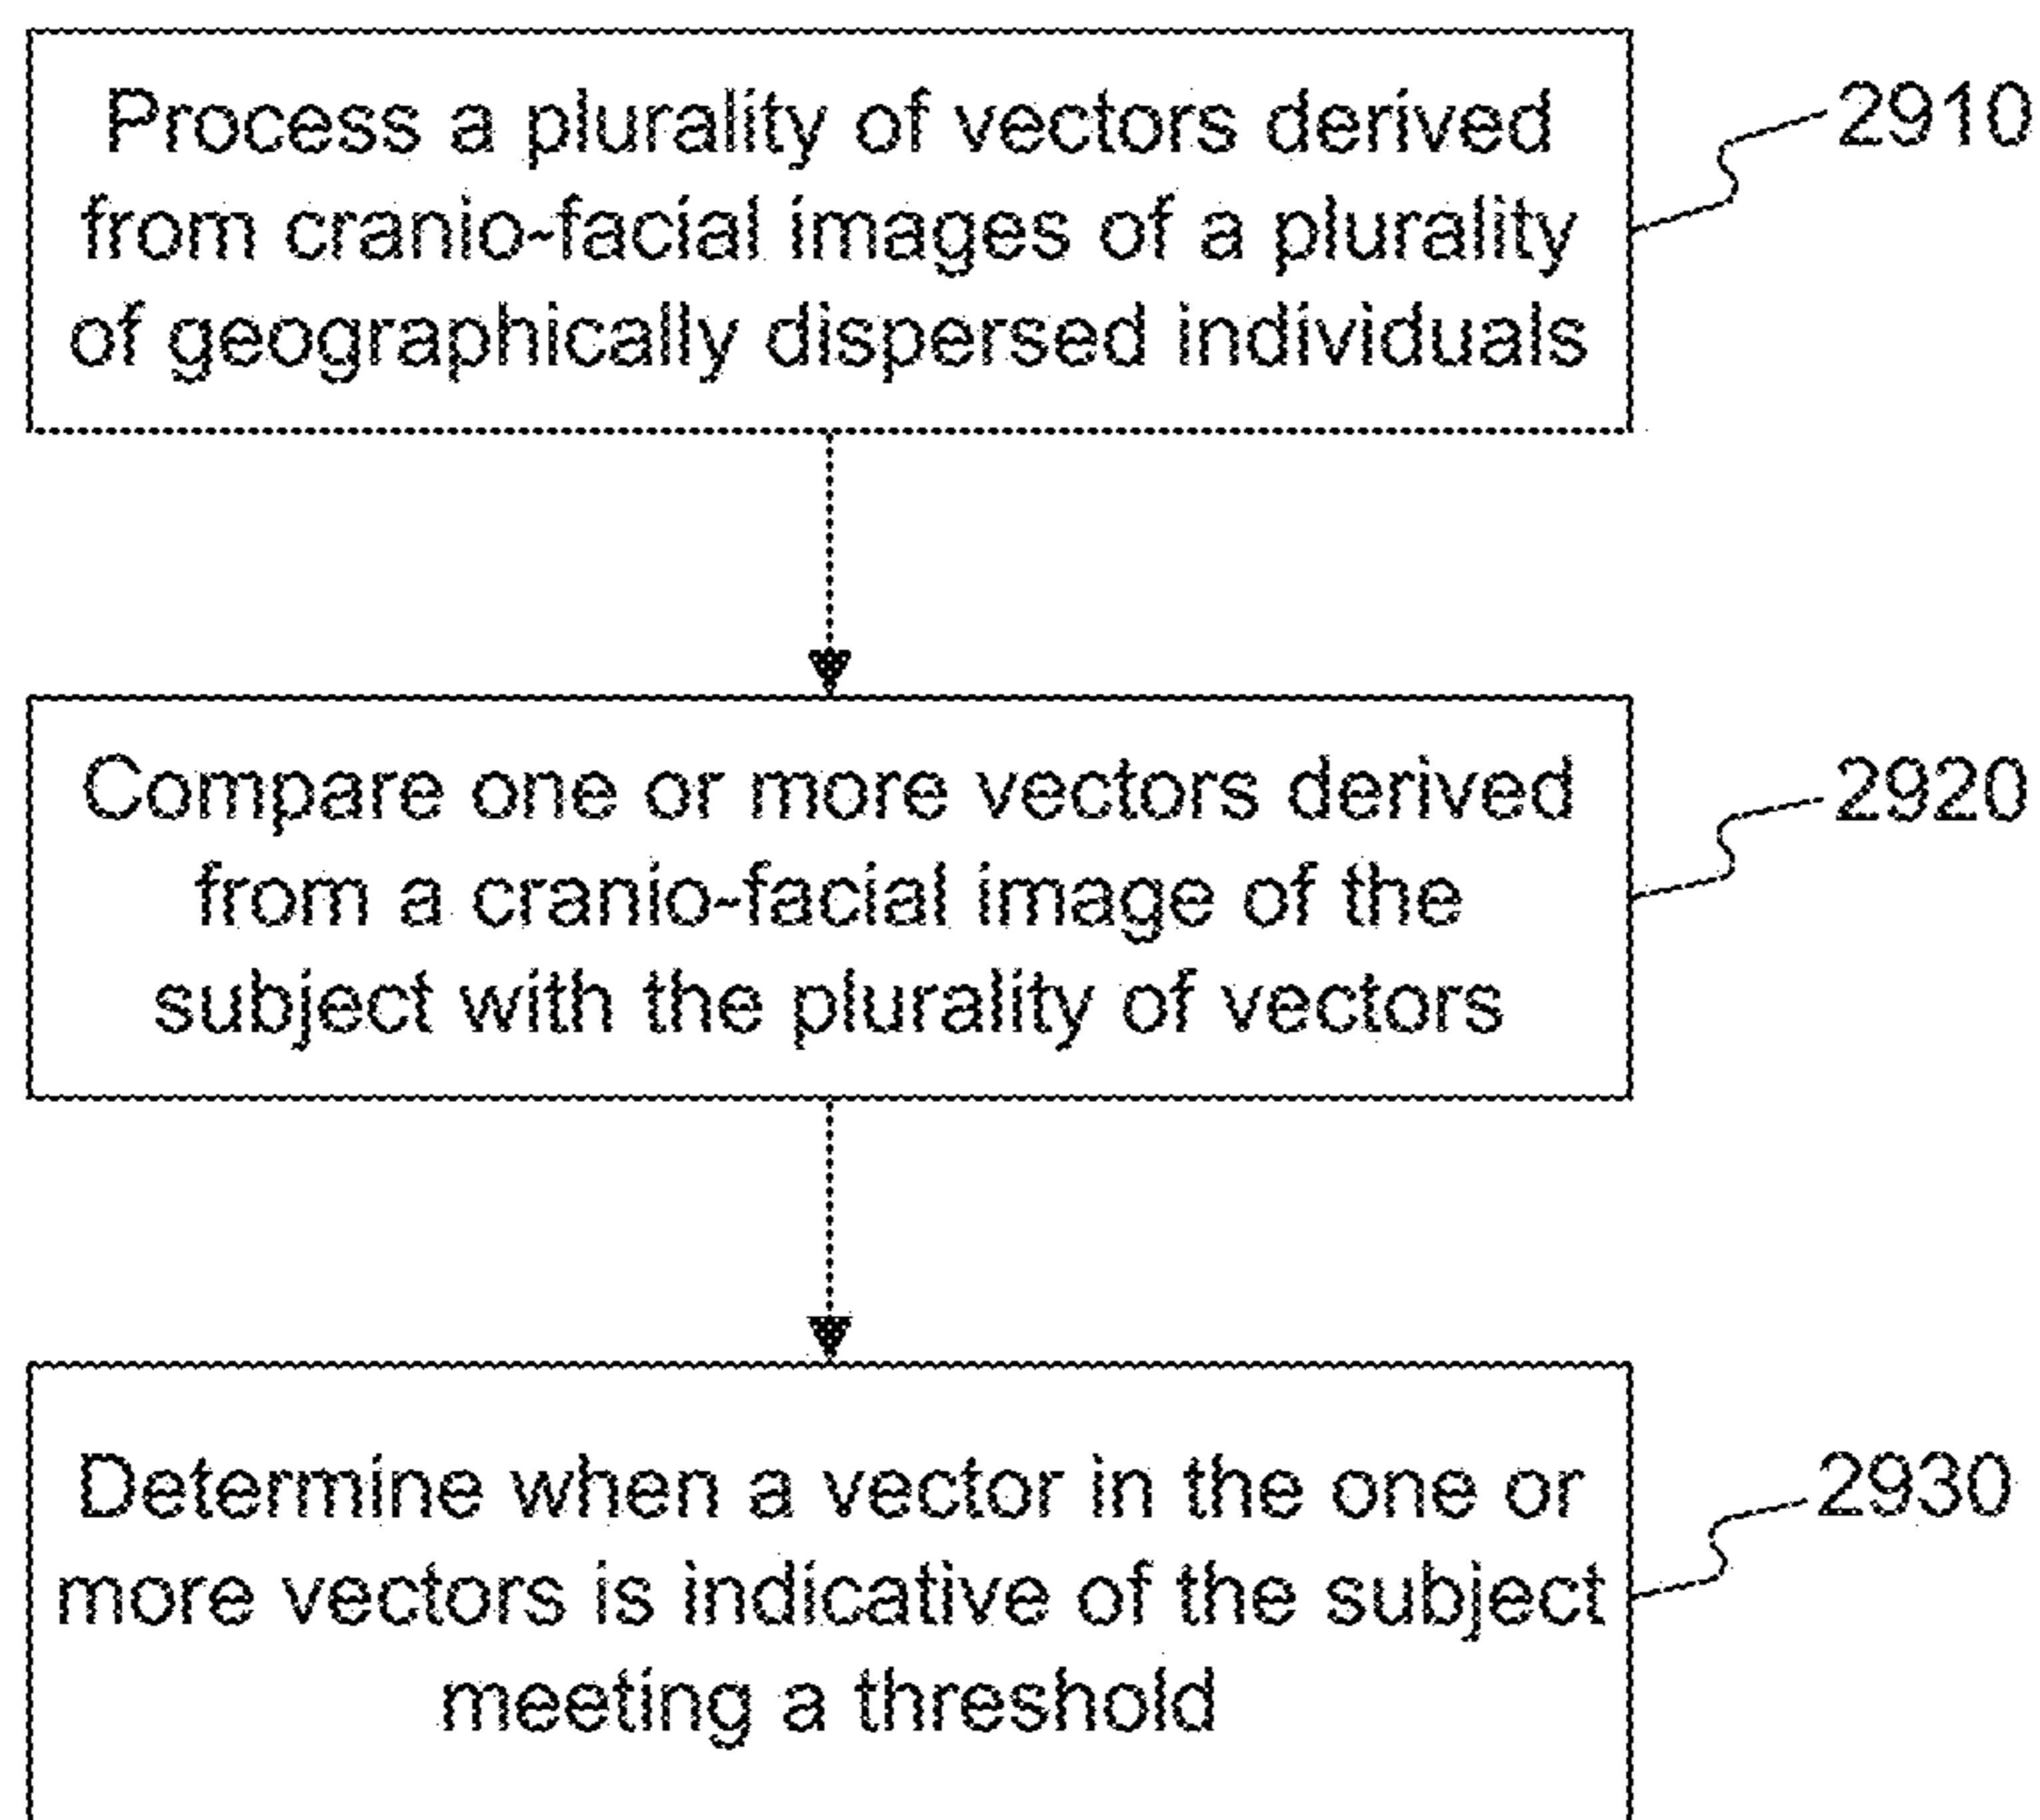 Process a plurality of vectors derived
from cranio-facial images of a plurality
of geographically dispersed individuals
2910
Compare one or more vectors derived
from a cranio-facial image of the
subject with the plurality of vectors
2920
Determine when a vector in the one or
more vectors is indicative of the subject
meeting a threshold
2930